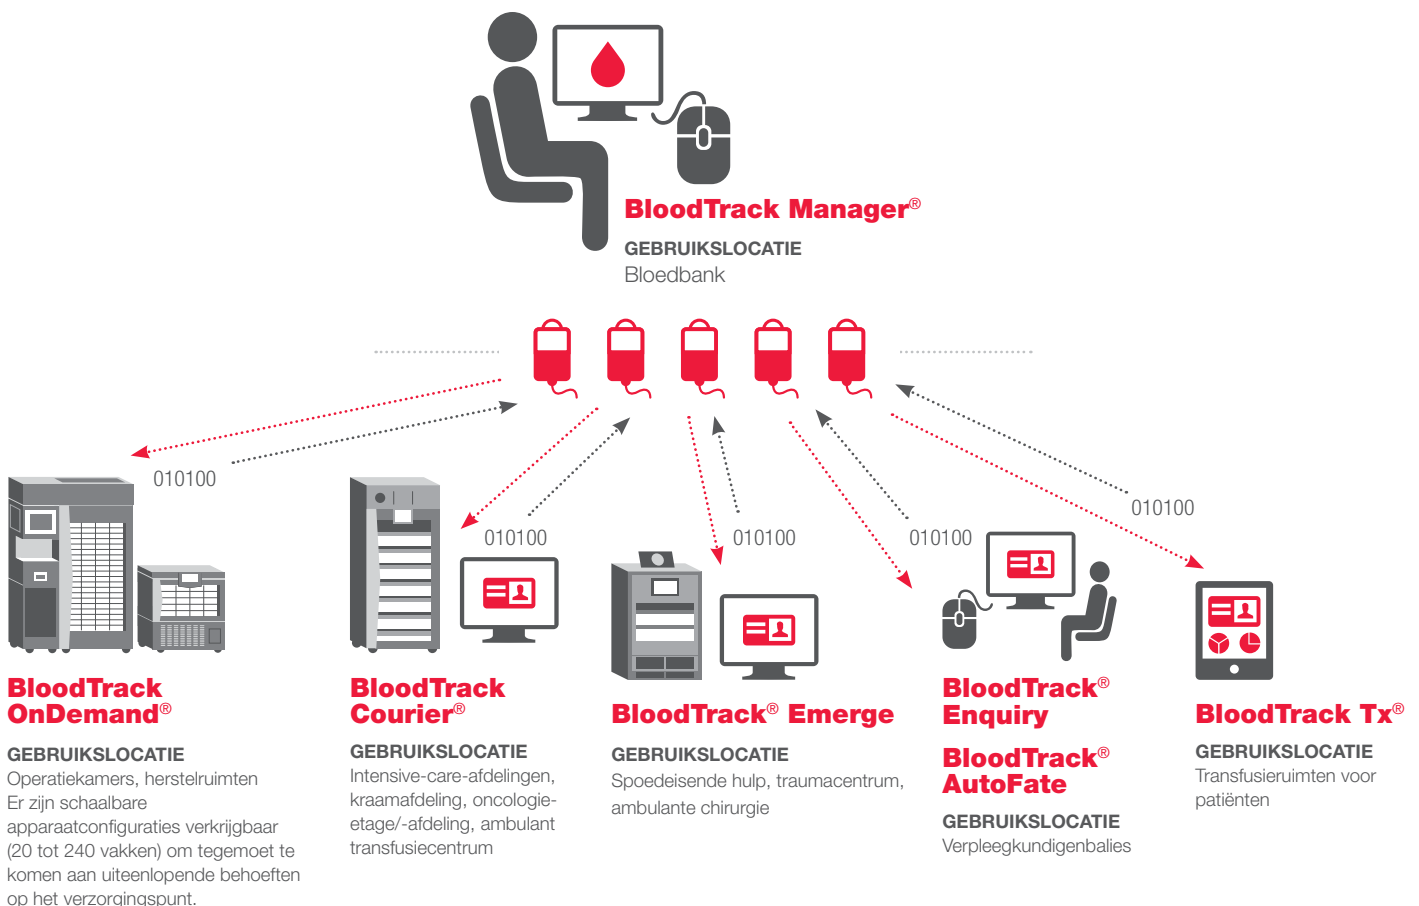 BloodTrack Manager®
GEBRUIKSLOCATIE
Bloedbank
010100
010100
010100
010100
010100
BloodTrack
OnDemand®
GEBRUIKSLOCATIE
Operatiekamers, herstelruimten
Er zijn schaalbare
apparaatconfiguraties verkrijgbaar
(20 tot 240 vakken) om tegemoet te
komen aan uiteenlopende behoeften
op het verzorgingspunt.
BloodTrack
Courier®
GEBRUIKSLOCATIE
Intensive-care-afdelingen,
kraamafdeling, oncologie-
etage/-afdeling, ambulant
transfusiecentrum
BloodTrack® Emerge
GEBRUIKSLOCATIE
Spoedeisende hulp, traumacentrum,
ambulante chirurgie
BloodTrack®
Enquiry
BloodTrack®
AutoFate
GEBRUIKSLOCATIE
Verpleegkundigenbalies
BloodTrack Tx®
GEBRUIKSLOCATIE
Transfusieruimten voor
patiënten